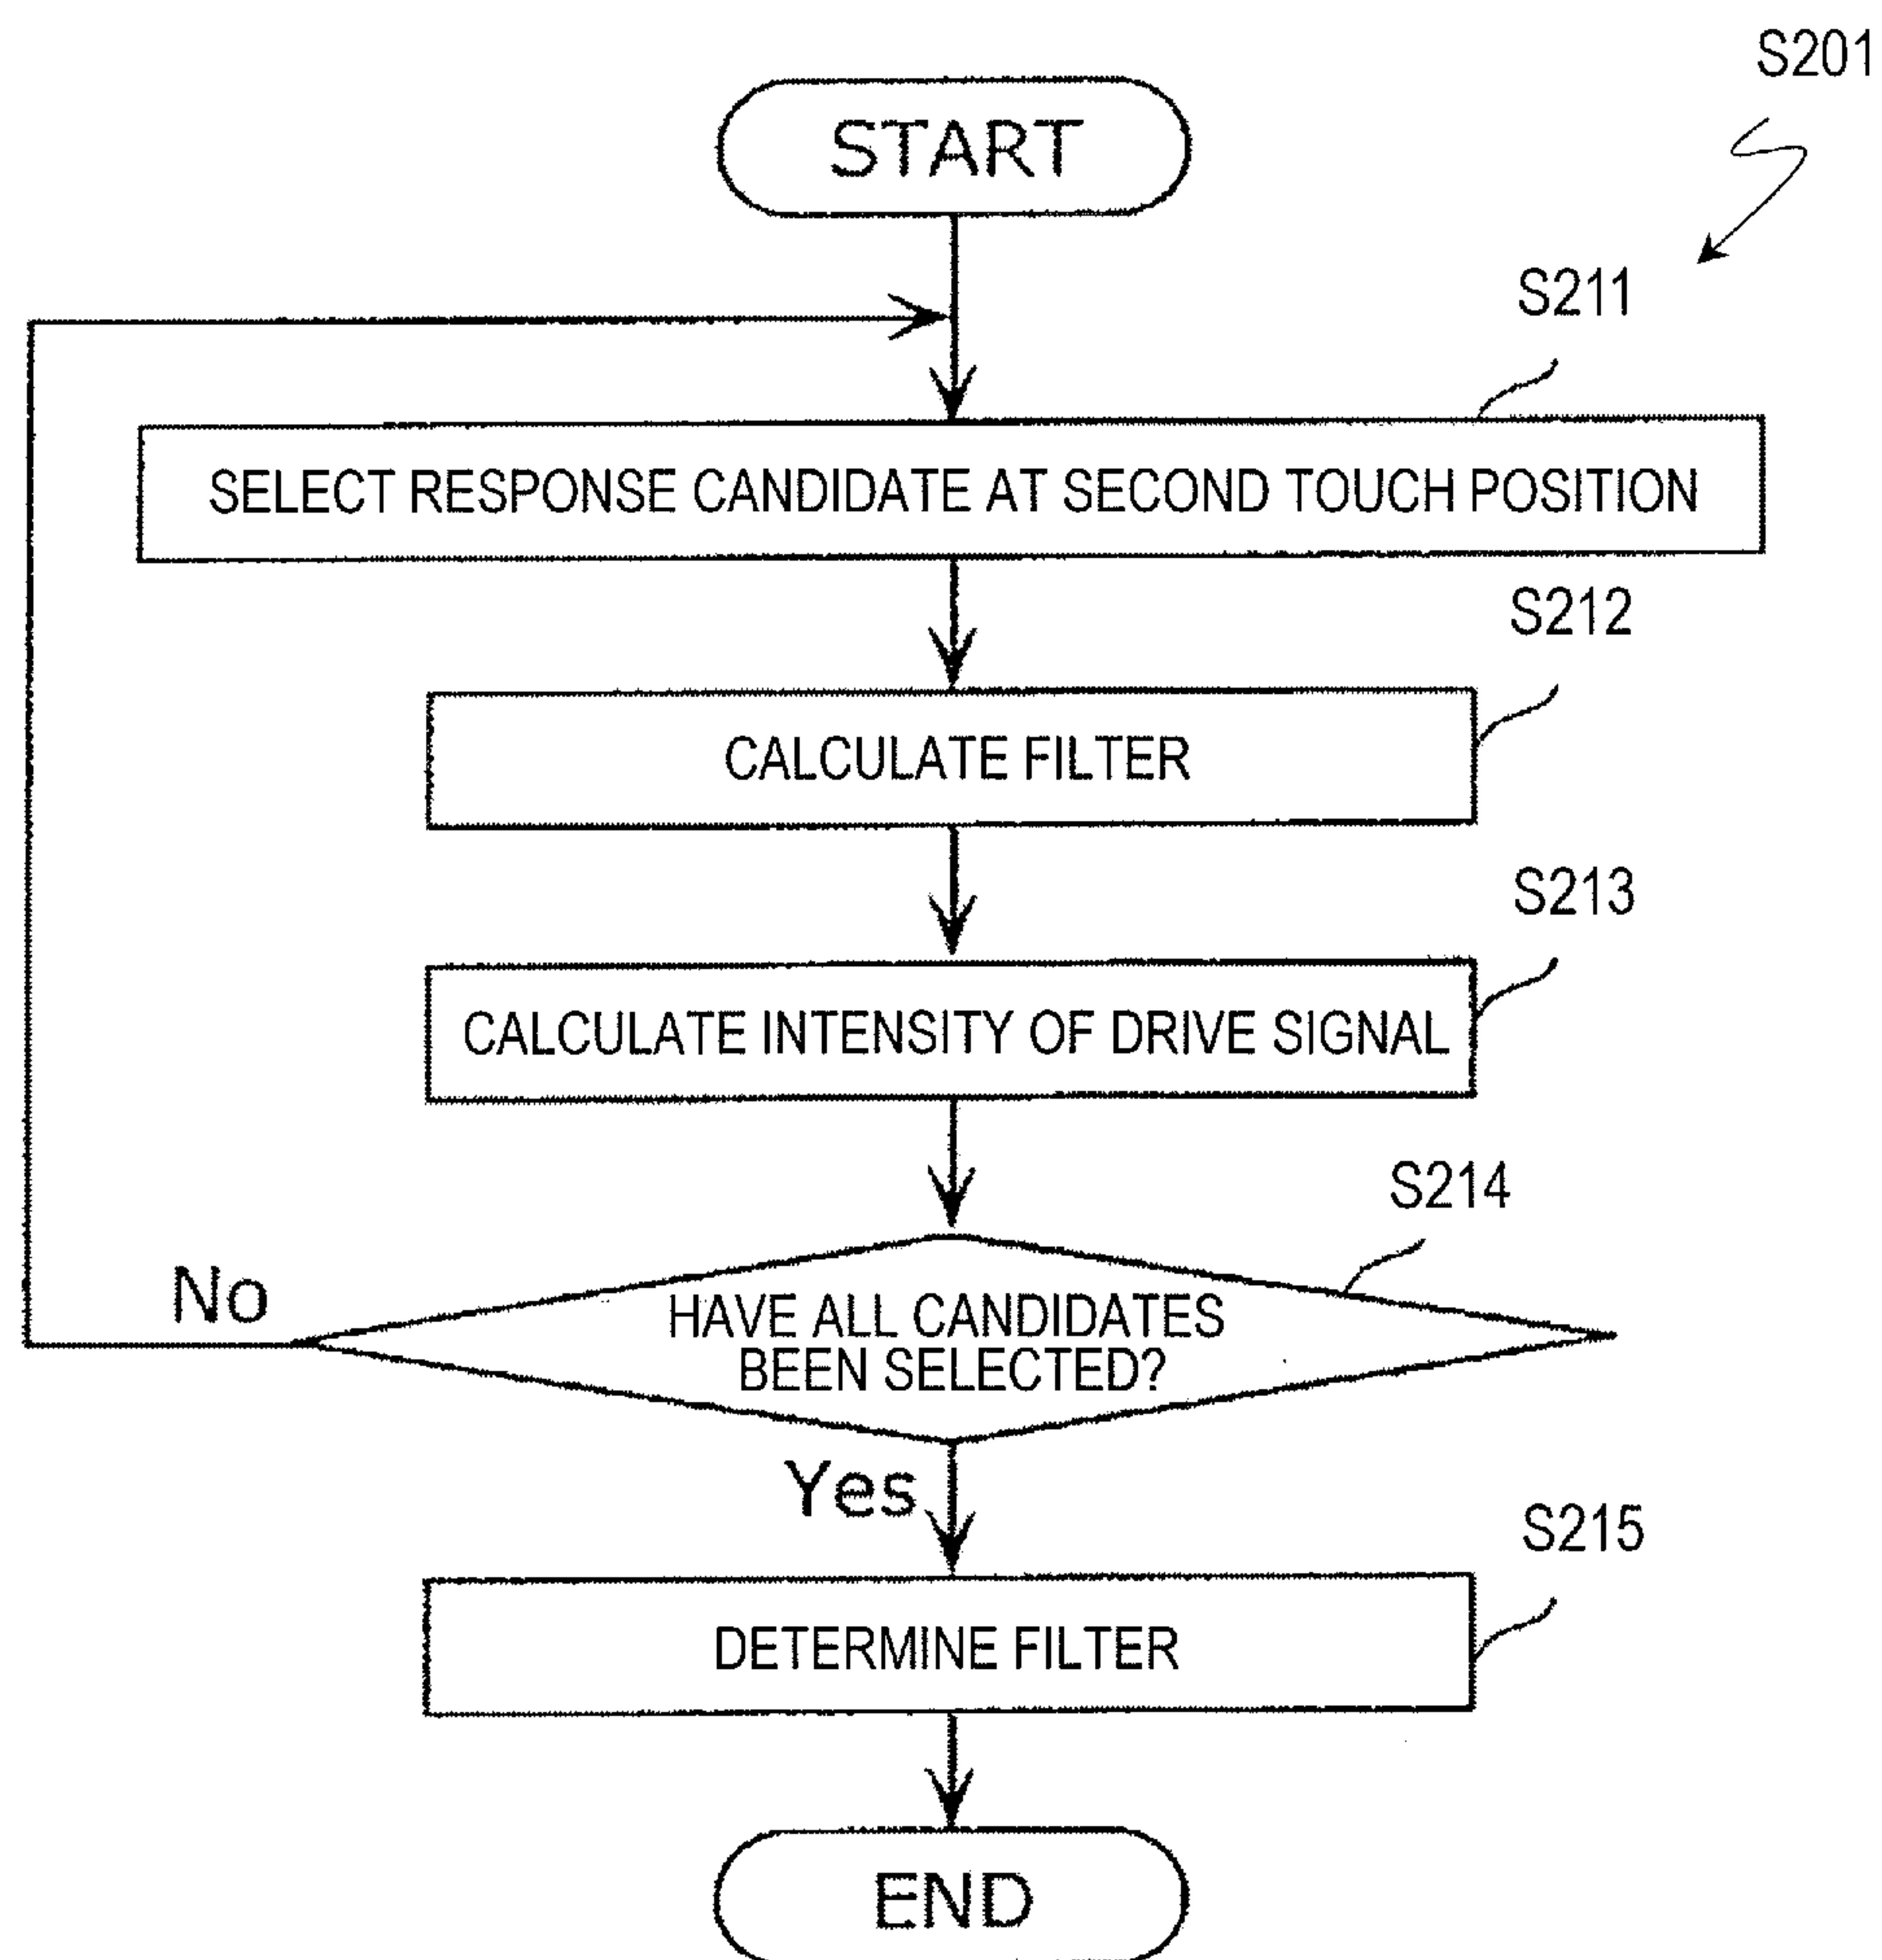 S201
START
S211
SELECT RESPONSE CANDIDATE AT SECOND TOUCH POSITION
S212
CALCULATE FILTER
S213
CALCULATE INTENSITY OF DRIVE SIGNAL
S214
No
HAVE ALL CANDIDATES
BEEN SELECTED?
Yes
S215
DETERMINE FILTER
END